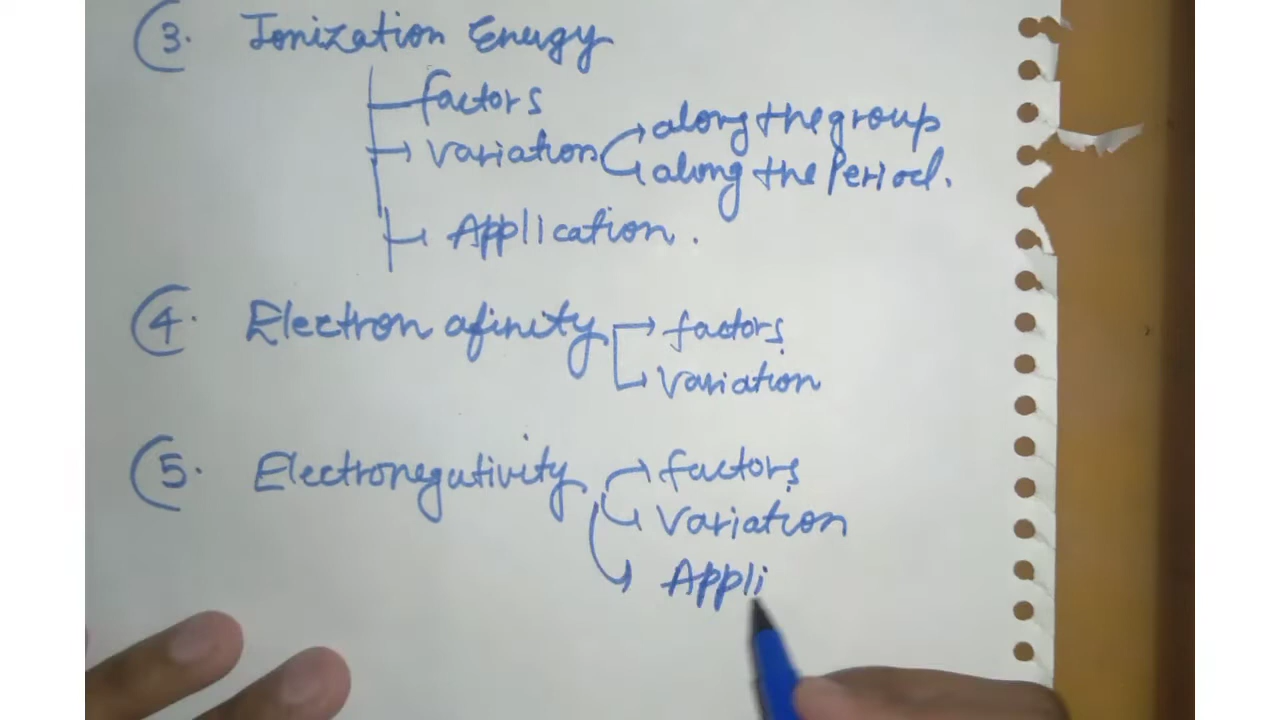 3. Ionization Energy
factors
variation along the group
along the Period.
Application.
4. Electron afinity factors
variation
5. Electronegutivity factors
Variation
Appli